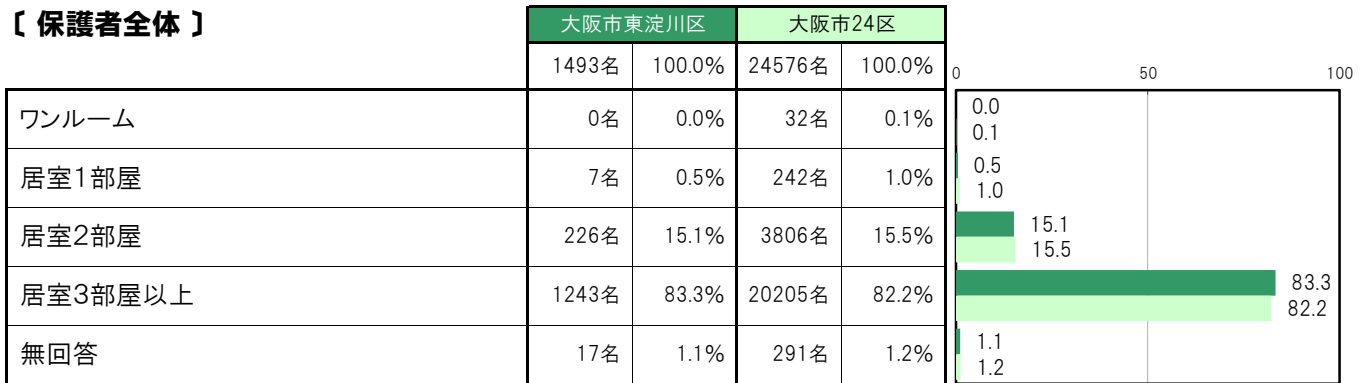 〔 保護者全体 〕
大阪市東淀川区 大阪市24区
1493名 100.0% 24576名 100.0%
0 50 100
ワンルーム 0名 0.0% 32名 0.1% 0.0
0.1
居室1部屋 7名 0.5% 242名 1.0% 0.5
1.0
居室2部屋 226名 15.1% 3806名 15.5% 15.1
15.5
居室3部屋以上 1243名 83.3% 20205名 82.2% 83.3
82.2
無回答 17名 1.1% 291名 1.2% 1.1
1.2